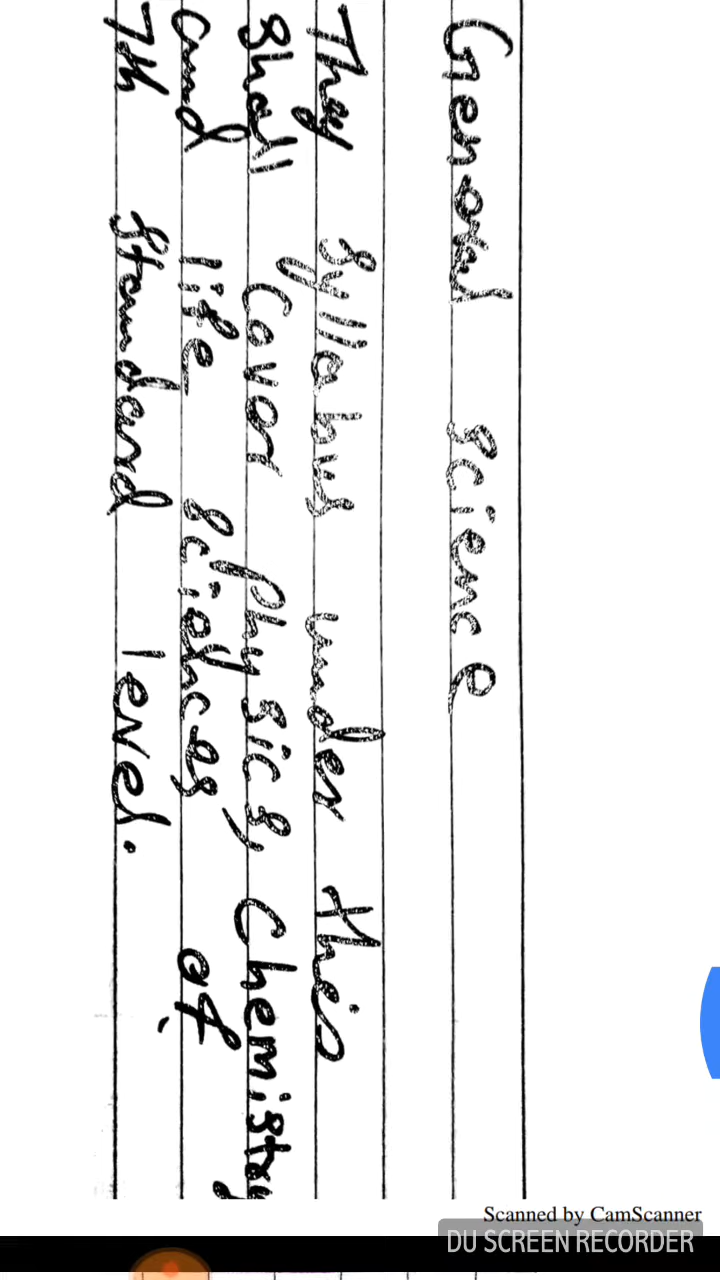 General Science
They Syllabus under this
Shall Cover Physics, Chemistry
and life Sciences of
7th Standard level.
Scanned by CamScanner
DU SCREEN RECORDER